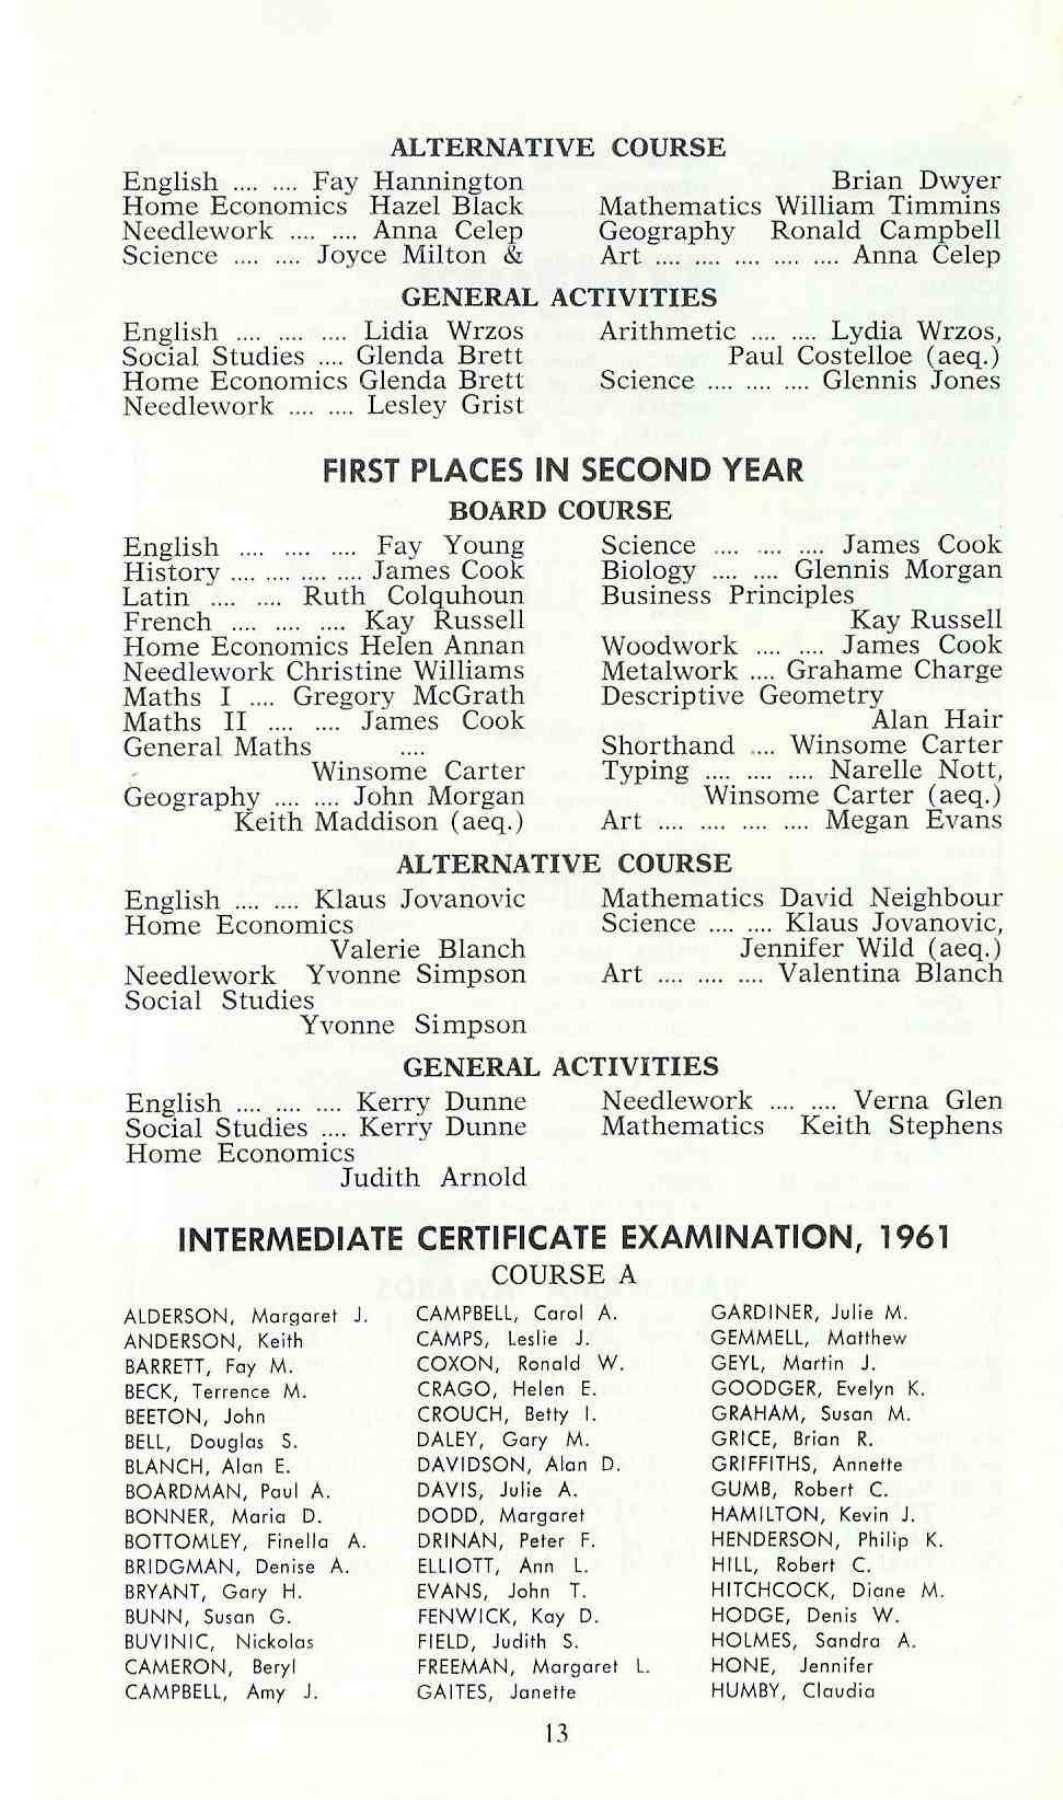 ALTERNATIVE COURSE
English .... .... Fay Hannington
Home Economics Hazel Black
Needlework .... .... Anna Celep
Science .... .... Joyce Milton &
Brian Dwyer
Mathematics William Timmins
Geography Ronald Campbell
Art .... .... .... .... .... Anna Celep
GENERAL ACTIVITIES
English .... .... .... Lidia Wrzos
Social Studies .... Glenda Brett
Home Economics Glenda Brett
Needlework .... .... Lesley Grist
Arithmetic .... .... Lydia Wrzos,
Paul Costelloe (aeq.)
Science .... .... .... Glennis Jones
FIRST PLACES IN SECOND YEAR
BOARD COURSE
English .... .... .... Fay Young
History .... .... .... .... James Cook
Latin .... .... Ruth Colquhoun
French .... .... .... Kay Russell
Home Economics Helen Annan
Needlework Christine Williams
Maths I .... Gregory McGrath
Maths II .... .... James Cook
General Maths ....
Winsome Carter
Geography .... .... John Morgan
Keith Maddison (aeq.)
Science .... .... .... James Cook
Biology .... .... Glennis Morgan
Business Principles
Kay Russell
Woodwork .... .... James Cook
Metalwork .... Grahame Charge
Descriptive Geometry
Alan Hair
Shorthand .... Winsome Carter
Typing .... .... .... Narelle Nott,
Winsome Carter (aeq.)
Art .... .... .... .... Megan Evans
ALTERNATIVE COURSE
English .... .... Klaus Jovanovic
Home Economics
Valerie Blanch
Needlework Yvonne Simpson
Social Studies
Yvonne Simpson
Mathematics David Neighbour
Science .... .... Klaus Jovanovic,
Jennifer Wild (aeq.)
Art .... .... .... Valentina Blanch
GENERAL ACTIVITIES
English .... .... .... Kerry Dunne
Social Studies .... Kerry Dunne
Home Economics
Judith Arnold
Needlework .... .... Verna Glen
Mathematics Keith Stephens
INTERMEDIATE CERTIFICATE EXAMINATION, 1961
COURSE A
ALDERSON, Margaret J.
ANDERSON, Keith
BARRETT, Fay M.
BECK, Terrence M.
BEETON, John
BELL, Douglas S.
BLANCH, Alan E.
BOARDMAN, Paul A.
BONNER, Maria D.
BOTTOMLEY, Finella A.
BRIDGMAN, Denise A.
BRYANT, Gary H.
BUNN, Susan G.
BUVINIC, Nickolas
CAMERON, Beryl
CAMPBELL, Amy J.
CAMPBELL, Carol A.
CAMPS, Leslie J.
COXON, Ronald W.
CRAGO, Helen E.
CROUCH, Betty I.
DALEY, Gary M.
DAVIDSON, Alan D.
DAVIS, Julie A.
DODD, Margaret
DRINAN, Peter F.
ELLIOTT, Ann L.
EVANS, John T.
FENWICK, Kay D.
FIELD, Judith S.
FREEMAN, Margaret L.
GAITES, Janette
GARDINER, Julie M.
GEMMELL, Matthew
GEYL, Martin J.
GOODGER, Evelyn K.
GRAHAM, Susan M.
GRICE, Brian R.
GRIFFITHS, Annette
GUMB, Robert C.
HAMILTON, Kevin J.
HENDERSON, Philip K.
HILL, Robert C.
HITCHCOCK, Diane M.
HODGE, Denis W.
HOLMES, Sandra A.
HONE, Jennifer
HUMBY, Claudia
13